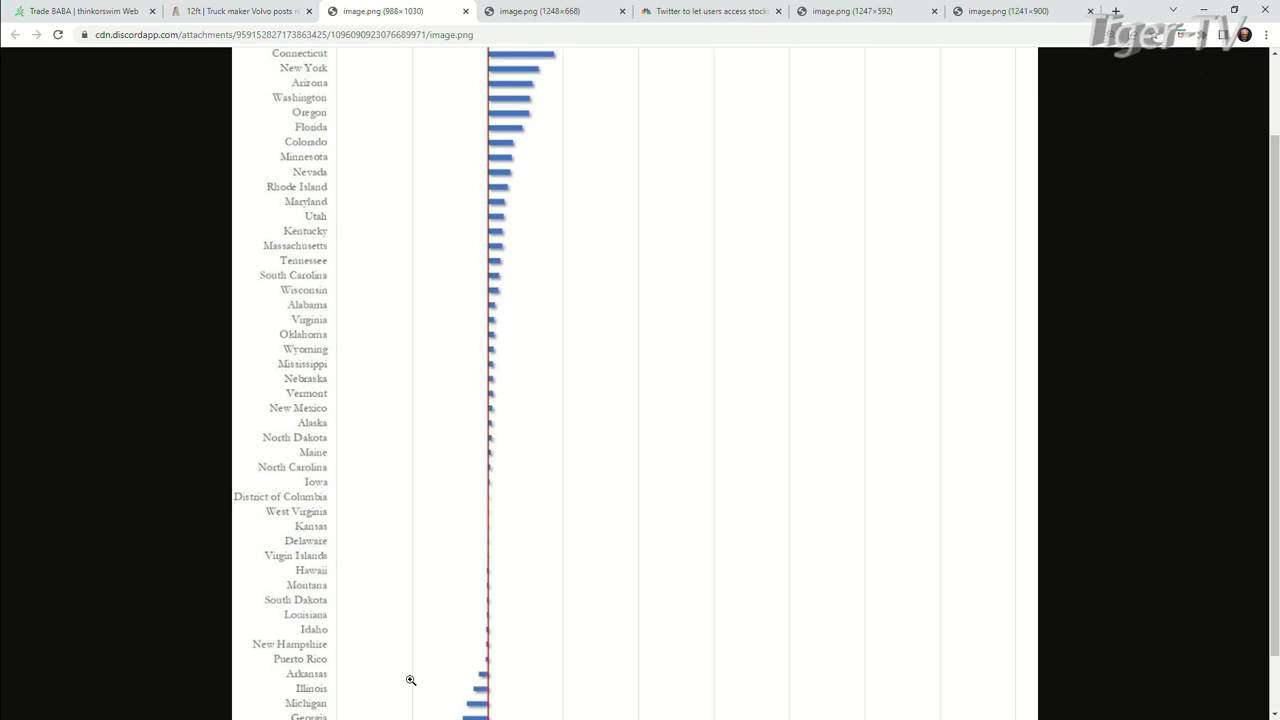 Trade BABA | thinkorswim Web
12ft | Truck maker Volvo posts r
image.png (988×1030)
image.png (1248×668)
Twitter to let users access stocks
image.png (1247×592)
image.png (1241×900)
cdn.discordapp.com/attachments/959152827173863425/1096090923076689971/image.png
Tiger-TV
Connecticut
New York
Arizona
Washington
Oregon
Florida
Colorado
Minnesota
Nevada
Rhode Island
Maryland
Utah
Kentucky
Massachusetts
Tennessee
South Carolina
Wisconsin
Alabama
Virginia
Oklahoma
Wyoming
Mississippi
Nebraska
Vermont
New Mexico
Alaska
North Dakota
Maine
North Carolina
Iowa
District of Columbia
West Virginia
Kansas
Delaware
Virgin Islands
Hawaii
Montana
South Dakota
Louisiana
Idaho
New Hampshire
Puerto Rico
Arkansas
Illinois
Michigan
Georgia